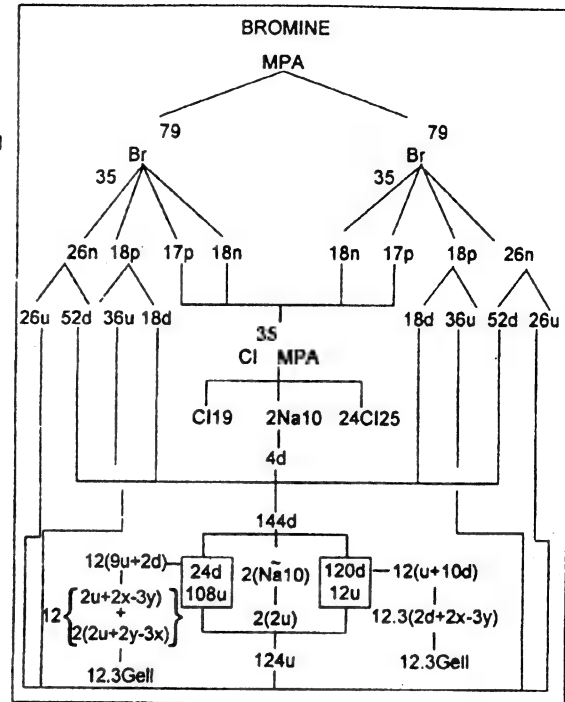 BROMINE
MPA
79 79
Br Br
35 35
26n 18p 17p 18n 18n 17p 18p 26n
26u 52d 36u 18d 18d 36u 52d 26u
35
Cl MPA
Cl19 2Na10 24Cl25
4d
144d
12(9u+2d) 24d 2(Ña10) 120d 12(u+10d)
108u 12u
12 { 2u+2x-3y + 2(2u+2y-3x) } 2(2u) 12.3(2d+2x-3y)
12.3Gell 124u 12.3Gell